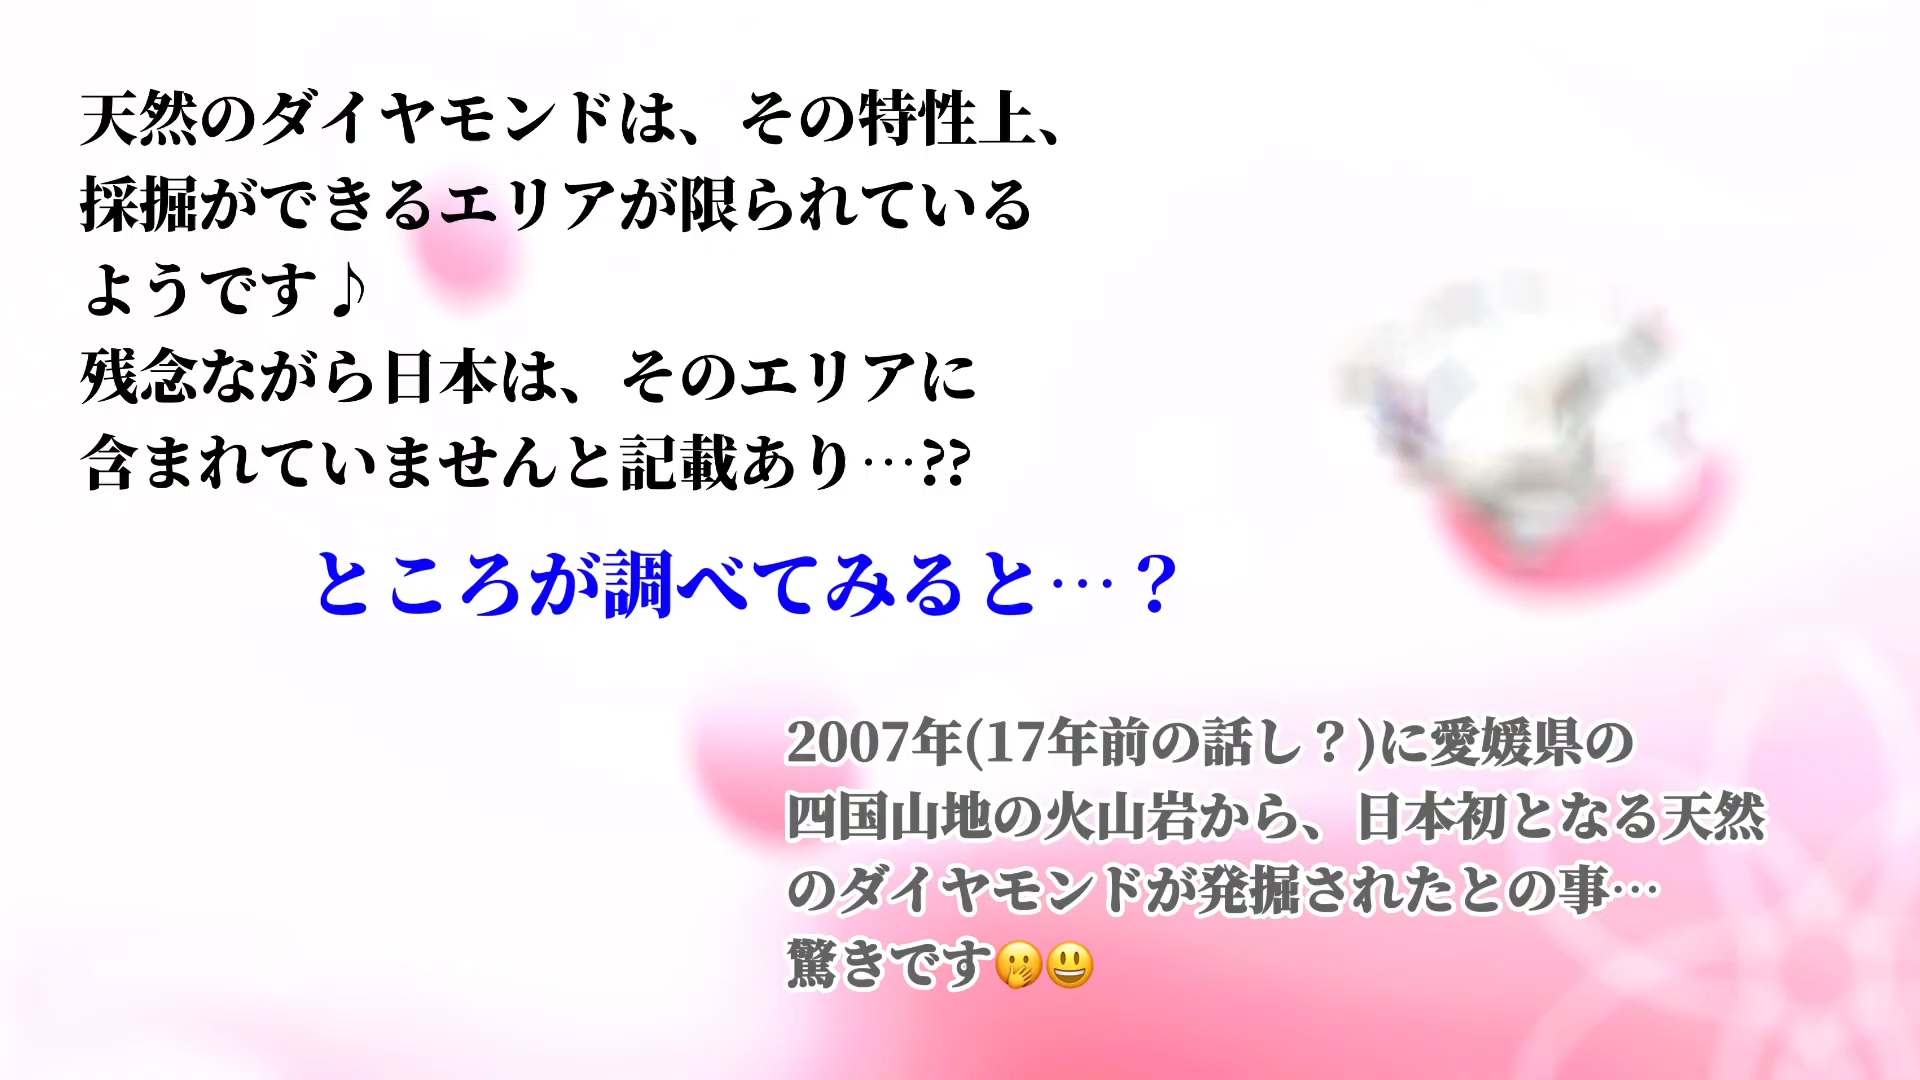 天然のダイヤモンドは、その特性上、
採掘ができるエリアが限られている
ようです♪
残念ながら日本は、そのエリアに
含まれていませんと記載あり…??
ところが調べてみると…？
2007年(17年前の話し？)に愛媛県の
四国山地の火山岩から、日本初となる天然
のダイヤモンドが発掘されたとの事…
驚きです🤭😃